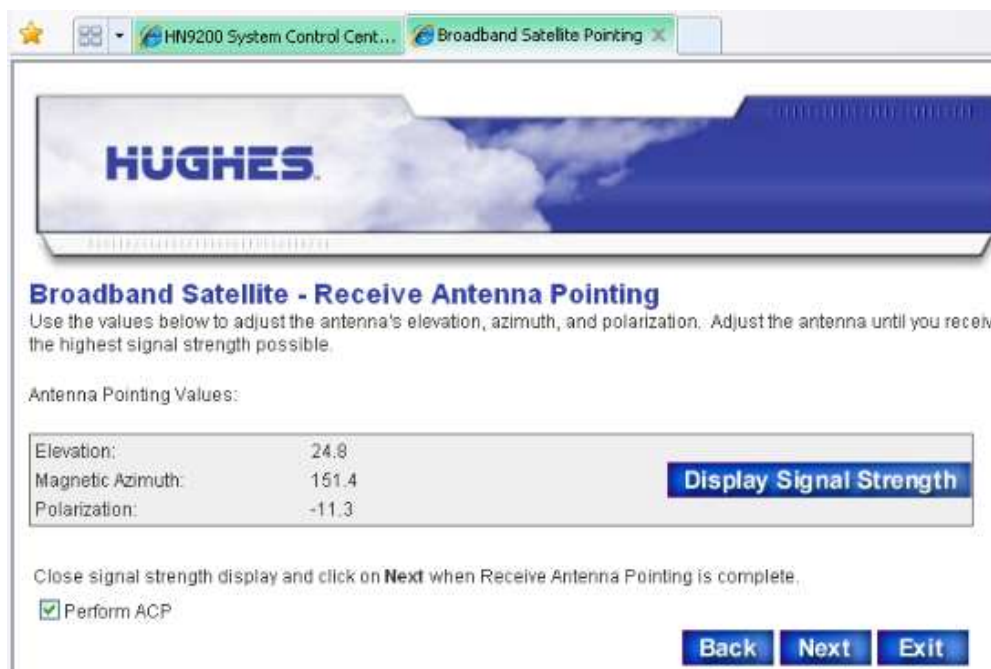 HN9200 System Control Cent...
Broadband Satellite Pointing
HUGHES.
Broadband Satellite - Receive Antenna Pointing
Use the values below to adjust the antenna's elevation, azimuth, and polarization. Adjust the antenna until you receiv
the highest signal strength possible.
Antenna Pointing Values:
Elevation: 24.8
Magnetic Azimuth: 151.4
Display Signal Strength
Polarization: -11.3
Close signal strength display and click on Next when Receive Antenna Pointing is complete.
Perform ACP
Back Next Exit